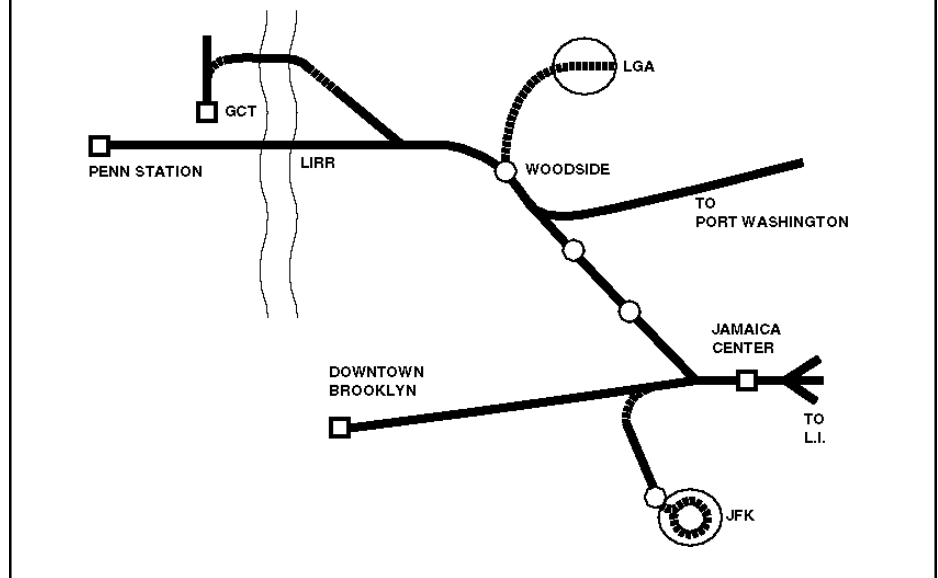 LGA
GCT
LIRR
PENN STATION
WOODSIDE
TO
PORT WASHINGTON
JAMAICA
CENTER
DOWNTOWN
BROOKLYN
TO
L.I.
JFK